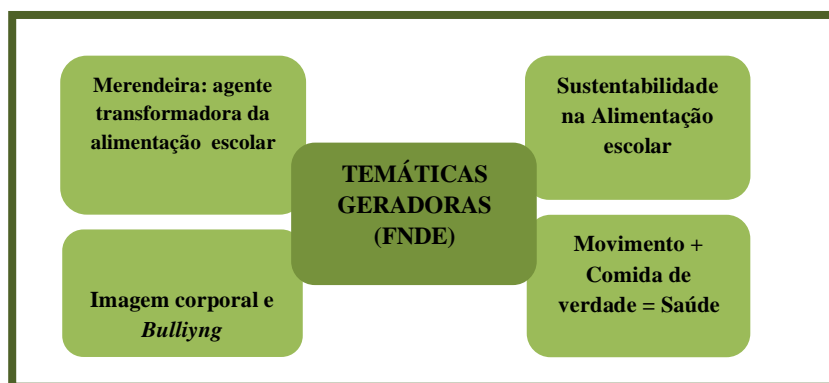 Merendeira: agente
transformadora da
alimentação escolar
Sustentabilidade
na Alimentação
escolar
TEMÁTICAS
GERADORAS
(FNDE)
Imagem corporal e
Bulliyng
Movimento +
Comida de
verdade = Saúde